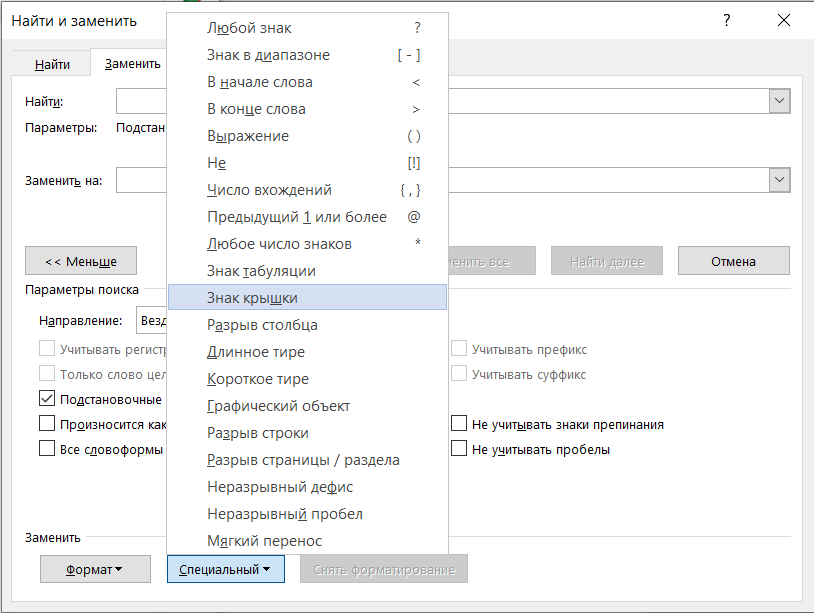 Найти и заменить ?
Найти Заменить
Найти:
Параметры: Подстан
Заменить на:
<< Меньше Найти далее Отмена
Параметры поиска
Направление: Везд
Учитывать регистр Учитывать префикс
Только слово цел Учитывать суффикс
Подстановочные
Произносится как Не учитывать знаки препинания
Все словоформы Не учитывать пробелы
Заменить
Формат Специальный Снять форматирование
Любой знак ?
Знак в диапазоне [ - ]
В начале слова <
В конце слова >
Выражение ( )
Не [!]
Число вхождений { , }
Предыдущий 1 или более @
Любое число знаков *
Знак табуляции
Знак крышки
Разрыв столбца
Длинное тире
Короткое тире
Графический объект
Разрыв строки
Разрыв страницы / раздела
Неразрывный дефис
Неразрывный пробел
Мягкий перенос